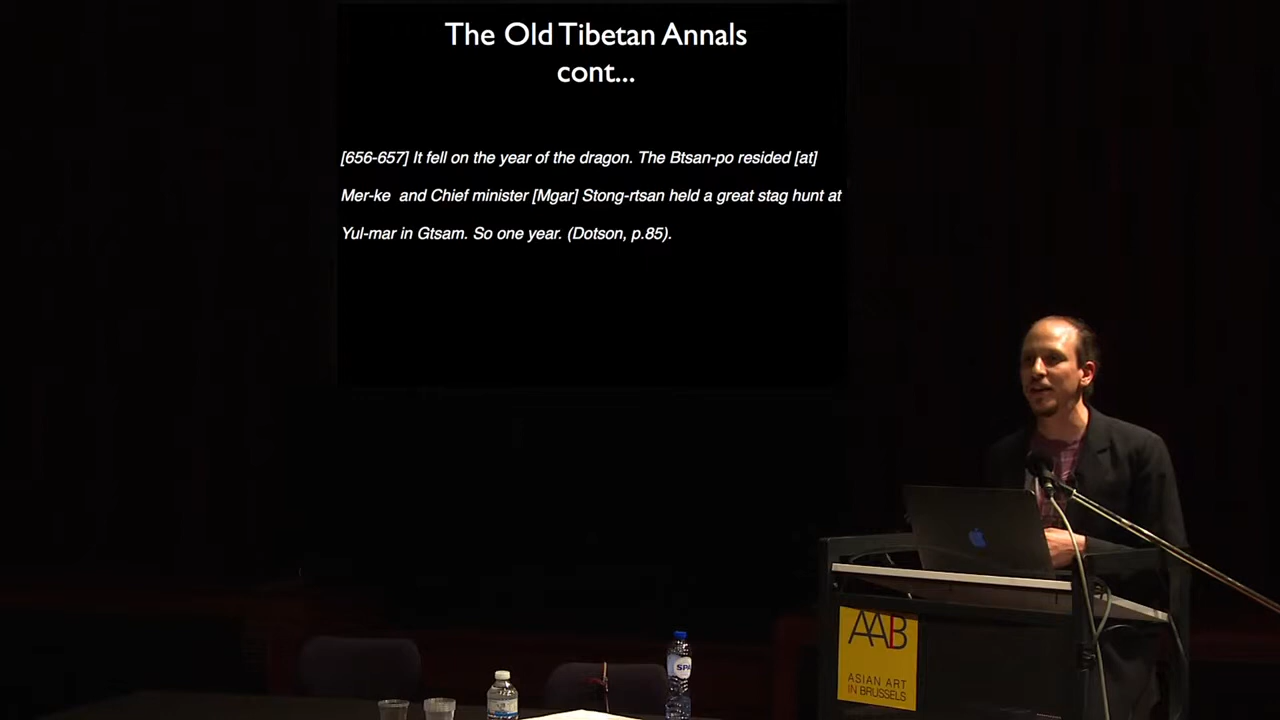 The Old Tibetan Annals
cont...
[656-657] It fell on the year of the dragon. The Btsan-po resided [at]
Mer-ke and Chief minister [Mgar] Stong-rtsan held a great stag hunt at
Yul-mar in Gtsam. So one year. (Dotson, p.85).
SPA
AAB
ASIAN ART
IN BRUSSELS